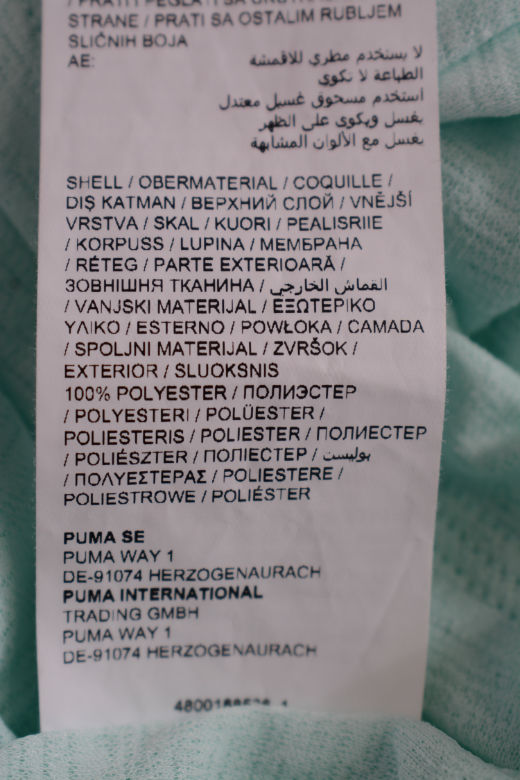 STRANE / PRATI SA OSTALIM RUBLJEM
SLIČNIH BOJA
AE:
لا يستخدم مطري للاقمشة
الطباعة لا تكوي
استخدم مسحوق غسيل معتدل
يغسل ويكوى على الظهر
يغسل مع الألوان المشابهة
SHELL / OBERMATERIAL / COQUILLE /
DIŞ KATMAN / ВЕРХНИЙ СЛОЙ / VNĚJŠÍ
VRSTVA / SKAL / KUORI / PEALISRIIE
/ KORPUSS / LUPINA / МЕМБРАНА
/ RÉTEG / PARTE EXTERIOARĂ /
ЗОВНІШНЯ ТКАНИНА / القماش الخارجي
/ VANJSKI MATERIJAL / ΕΞΩΤΕΡΙΚΟ
ΥΛΙΚΟ / ESTERNO / POWŁOKA / CAMADA
/ SPOLJNI MATERIJAL / ZVRŠOK /
EXTERIOR / SLUOKSNIS
100% POLYESTER / ПОЛИЭСТЕР
/ POLYESTERI / POLÜESTER /
POLIESTERIS / POLIESTER / ПОЛИЕСТЕР
/ POLIÉSZTER / ПОЛІЕСТЕР / بوليستر
/ ΠΟΛΥΕΣΤΕΡΑΣ / POLIESTERE /
POLIESTROWE / POLIÉSTER
PUMA SE
PUMA WAY 1
DE-91074 HERZOGENAURACH
PUMA INTERNATIONAL
TRADING GMBH
PUMA WAY 1
DE-91074 HERZOGENAURACH